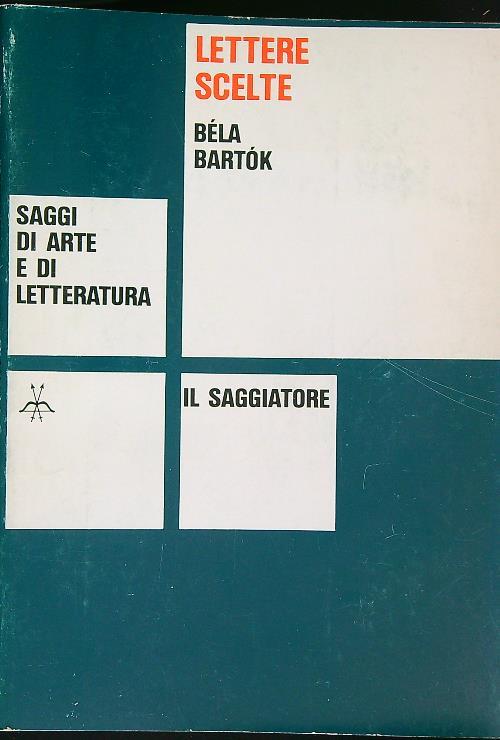 LETTERE
SCELTE
BÉLA
BARTÓK
SAGGI
DI ARTE
E DI
LETTERATURA
IL SAGGIATORE